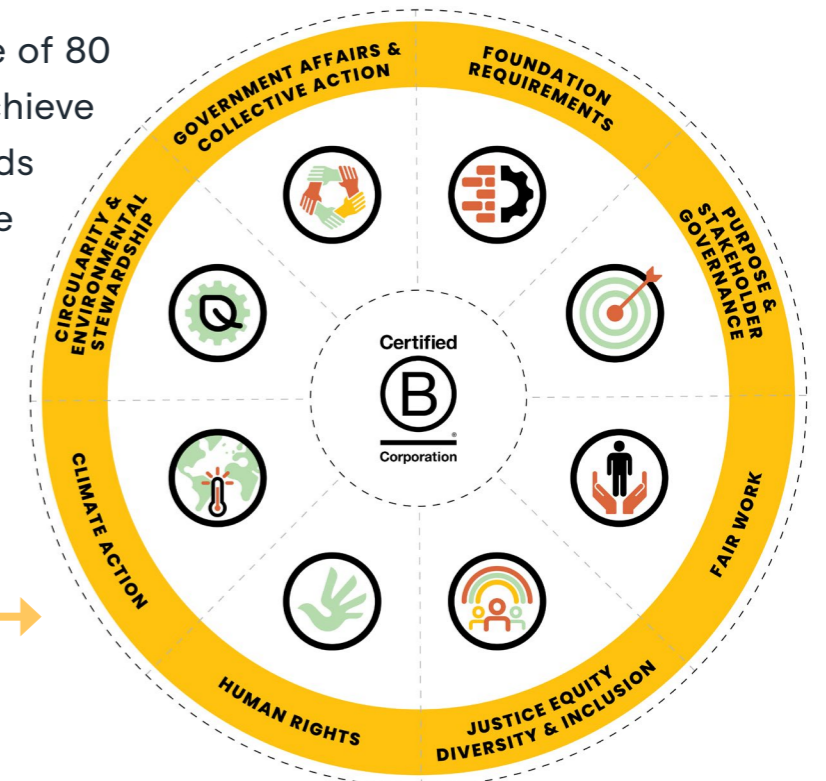 e of 80
chieve
ds
e
GOVERNMENT AFFAIRS &
COLLECTIVE ACTION
FOUNDATION
REQUIREMENTS
PURPOSE &
STAKEHOLDER
GOVERNANCE
FAIR WORK
JUSTICE EQUITY
DIVERSITY & INCLUSION
HUMAN RIGHTS
CLIMATE ACTION
CIRCULARITY &
ENVIRONMENTAL
STEWARDSHIP
Certified
B
®
Corporation